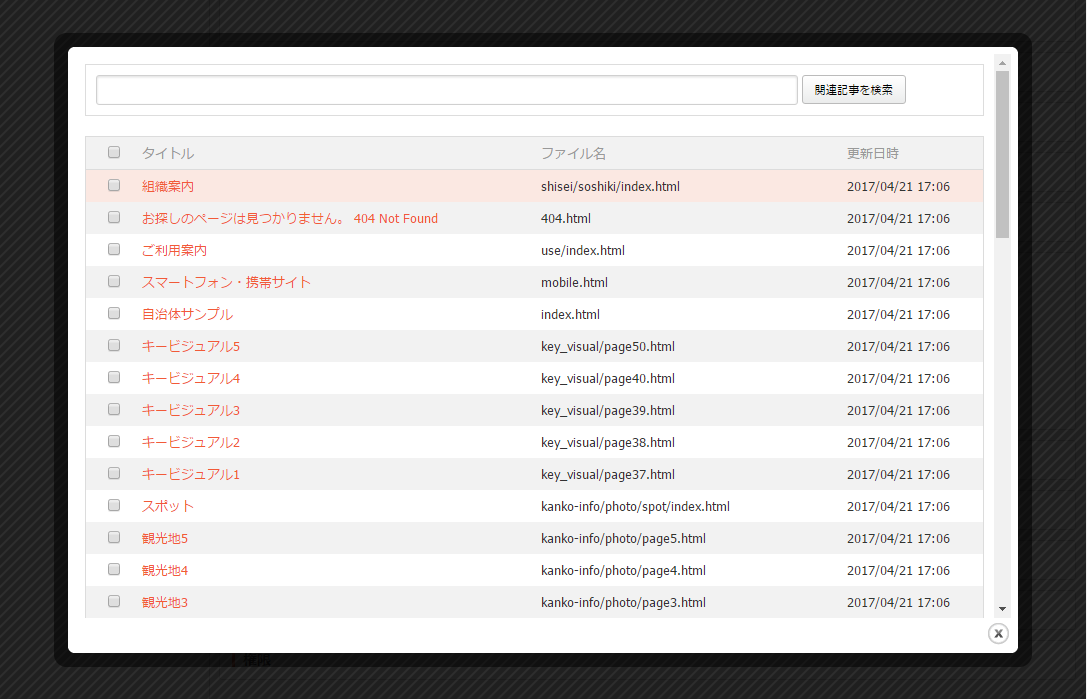 関連記事を検索
タイトル ファイル名 更新日時
組織案内 shisei/soshiki/index.html 2017/04/21 17:06
お探しのページは見つかりません。 404 Not Found 404.html 2017/04/21 17:06
ご利用案内 use/index.html 2017/04/21 17:06
スマートフォン・携帯サイト mobile.html 2017/04/21 17:06
自治体サンプル index.html 2017/04/21 17:06
キービジュアル5 key_visual/page50.html 2017/04/21 17:06
キービジュアル4 key_visual/page40.html 2017/04/21 17:06
キービジュアル3 key_visual/page39.html 2017/04/21 17:06
キービジュアル2 key_visual/page38.html 2017/04/21 17:06
キービジュアル1 key_visual/page37.html 2017/04/21 17:06
スポット kanko-info/photo/spot/index.html 2017/04/21 17:06
観光地5 kanko-info/photo/page5.html 2017/04/21 17:06
観光地4 kanko-info/photo/page4.html 2017/04/21 17:06
観光地3 kanko-info/photo/page3.html 2017/04/21 17:06